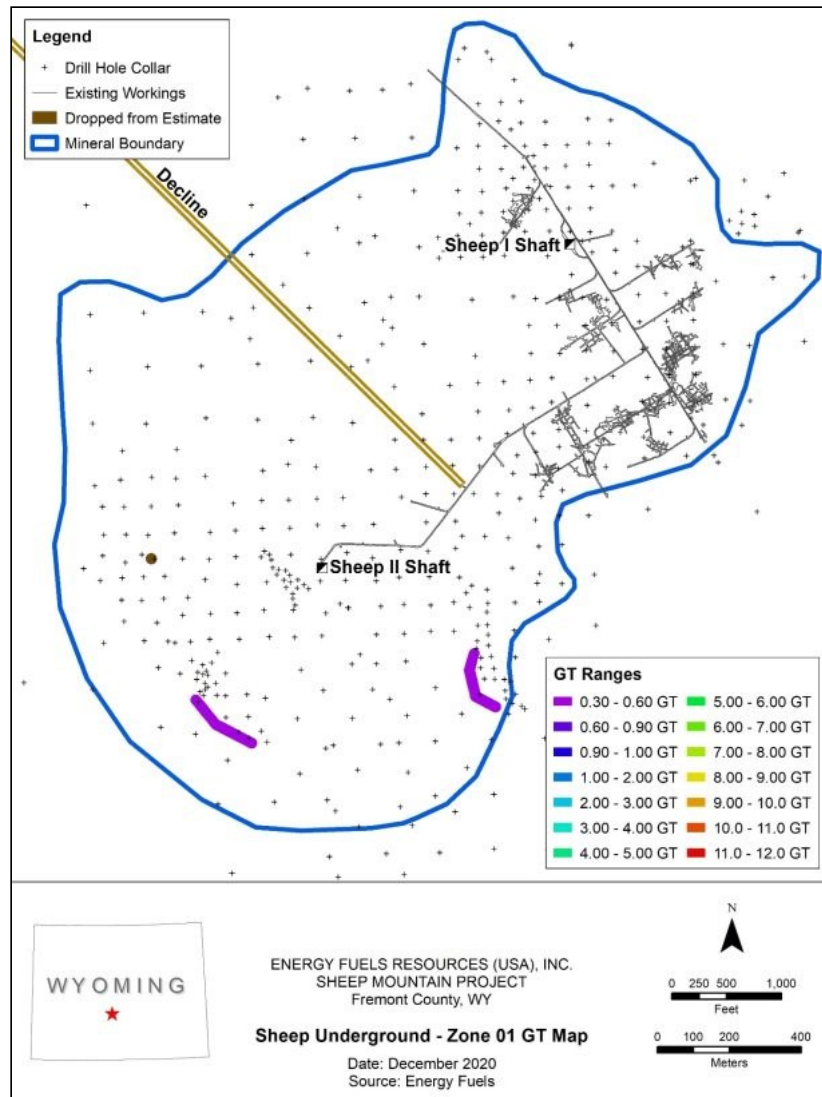 Legend
Drill Hole Collar
Existing Workings
Dropped from Estimate
Mineral Boundary
Decline
Sheep I Shaft
Sheep II Shaft
GT Ranges
0.30 - 0.60 GT
0.60 - 0.90 GT
0.90 - 1.00 GT
1.00 - 2.00 GT
2.00 - 3.00 GT
3.00 - 4.00 GT
4.00 - 5.00 GT
5.00 - 6.00 GT
6.00 - 7.00 GT
7.00 - 8.00 GT
8.00 - 9.00 GT
9.00 - 10.0 GT
10.0 - 11.0 GT
11.0 - 12.0 GT
WYOMING
ENERGY FUELS RESOURCES (USA), INC.
SHEEP MOUNTAIN PROJECT
Fremont County, WY
Sheep Underground - Zone 01 GT Map
Date: December 2020
Source: Energy Fuels
N
0 250 500 1,000
Feet
0 100 200 400
Meters